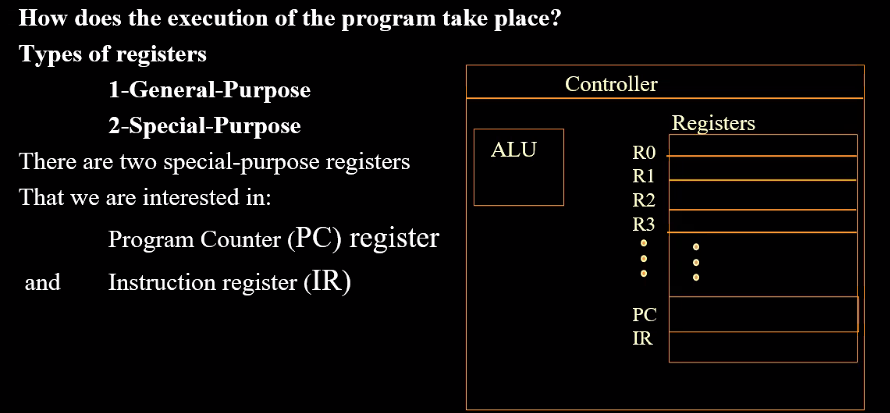 How does the execution of the program take place?
Types of registers
1-General-Purpose
2-Special-Purpose
There are two special-purpose registers
That we are interested in:
Program Counter (PC) register
and Instruction register (IR)
Controller
ALU
Registers
R0
R1
R2
R3
PC
IR